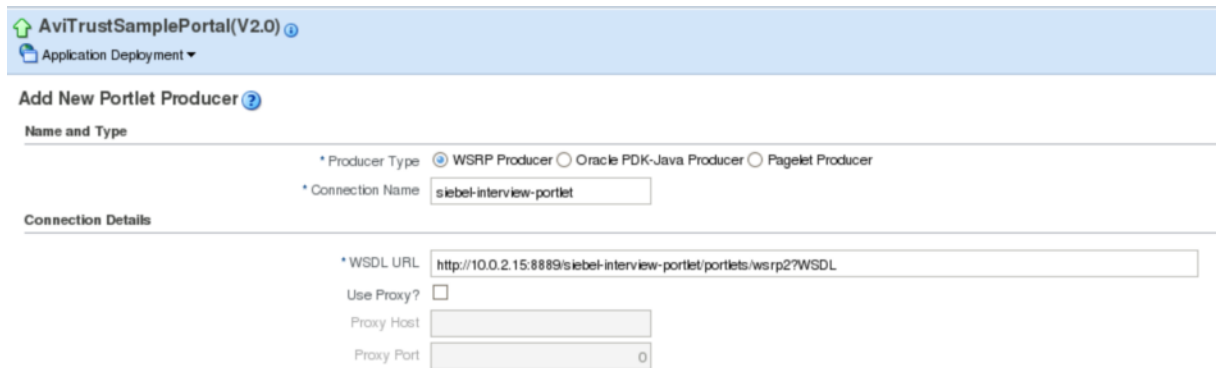 AviTrustSamplePortal(V2.0)
Application Deployment
Add New Portlet Producer
Name and Type
* Producer Type WSRP Producer Oracle PDK-Java Producer Pagelet Producer
* Connection Name siebel-interview-portlet
Connection Details
* WSDL URL http://10.0.2.15:8889/siebel-interview-portlet/portlets/wsrp2?WSDL
Use Proxy?
Proxy Host
Proxy Port 0